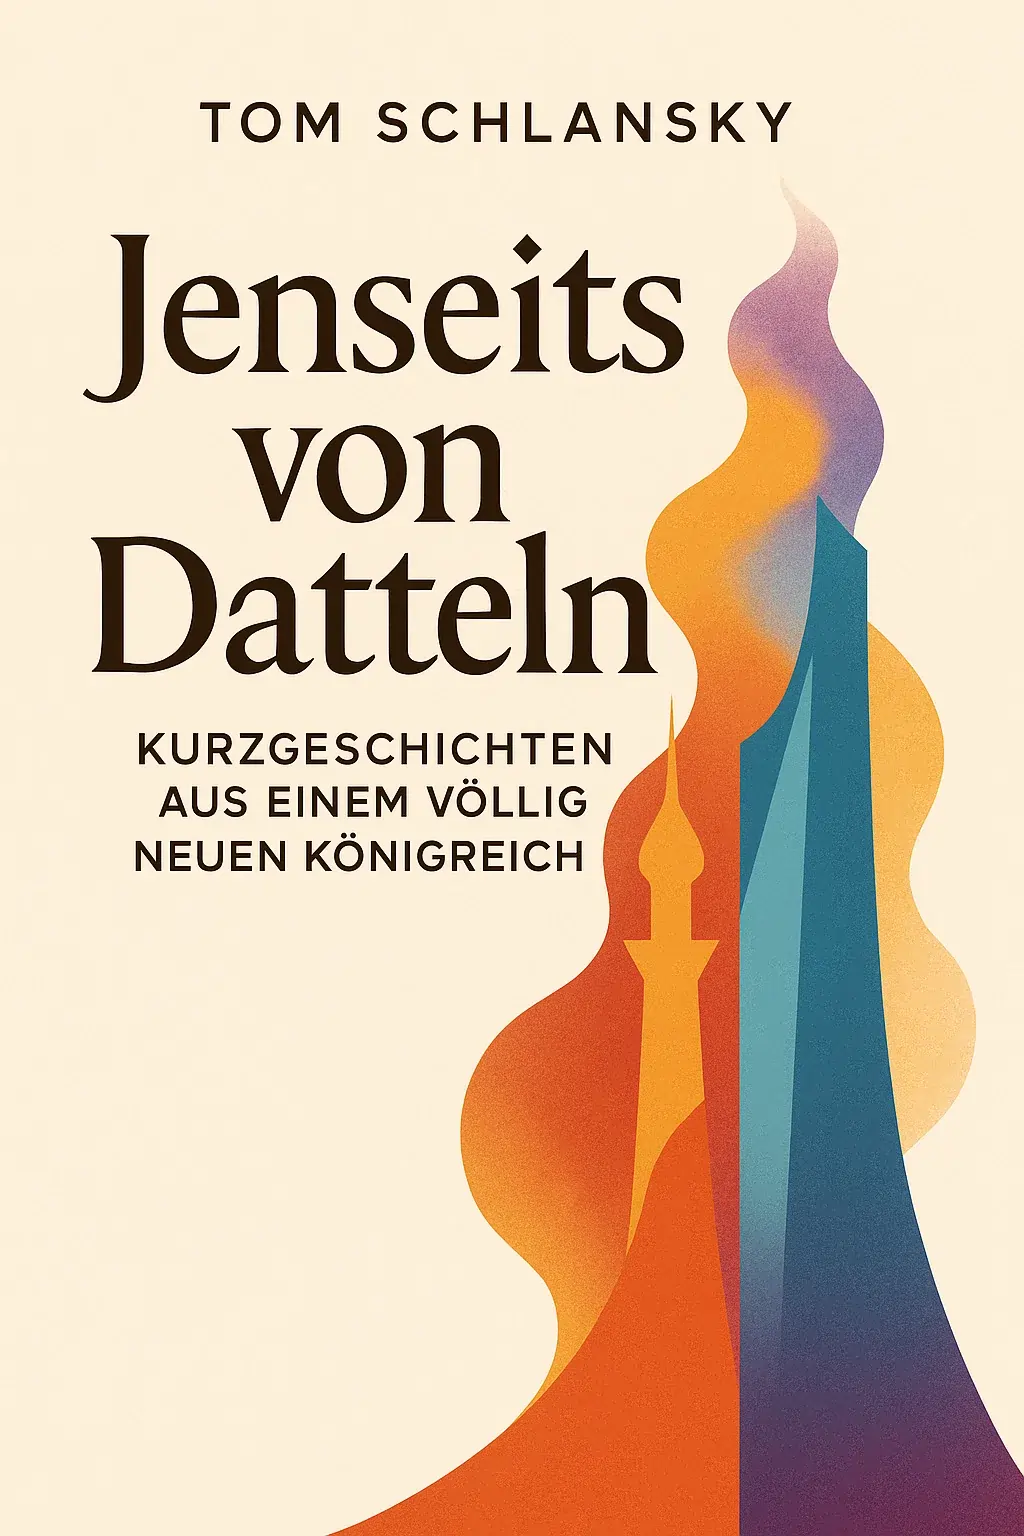 TOM SCHLANSKY
Jenseits
von
Datteln
KURZGESCHICHTEN
AUS EINEM VÖLLIG
NEUEN KÖNIGREICH